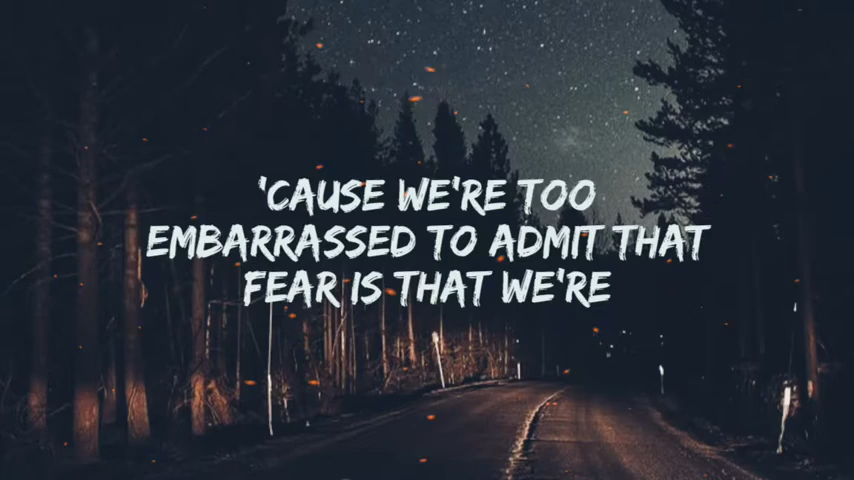 'CAUSE WE'RE TOO
EMBARRASSED TO ADMIT THAT
FEAR IS THAT WE'RE